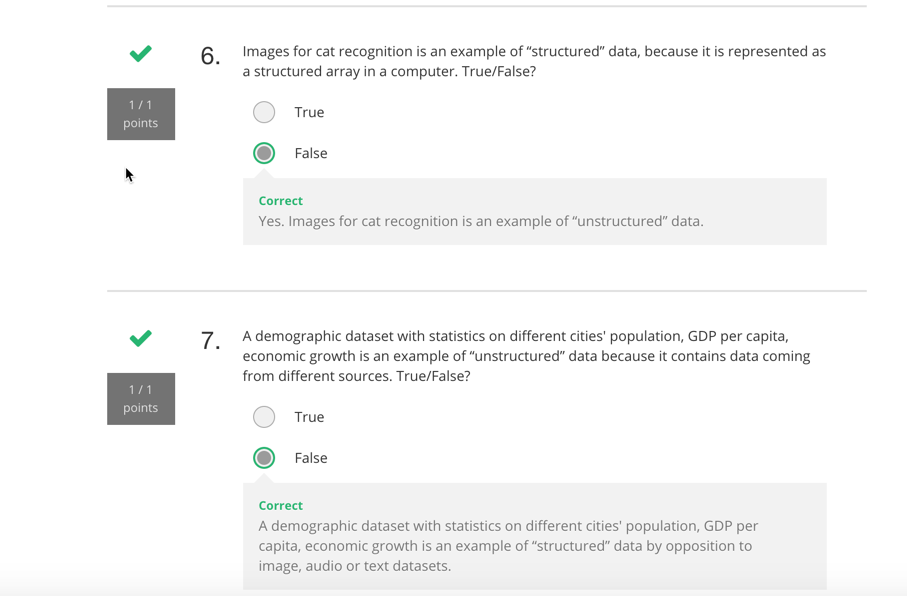 6. Images for cat recognition is an example of “structured” data, because it is represented as
a structured array in a computer. True/False?
1 / 1
points
True
False
Correct
Yes. Images for cat recognition is an example of “unstructured” data.
7. A demographic dataset with statistics on different cities' population, GDP per capita,
economic growth is an example of “unstructured” data because it contains data coming
from different sources. True/False?
1 / 1
points
True
False
Correct
A demographic dataset with statistics on different cities' population, GDP per
capita, economic growth is an example of “structured” data by opposition to
image, audio or text datasets.